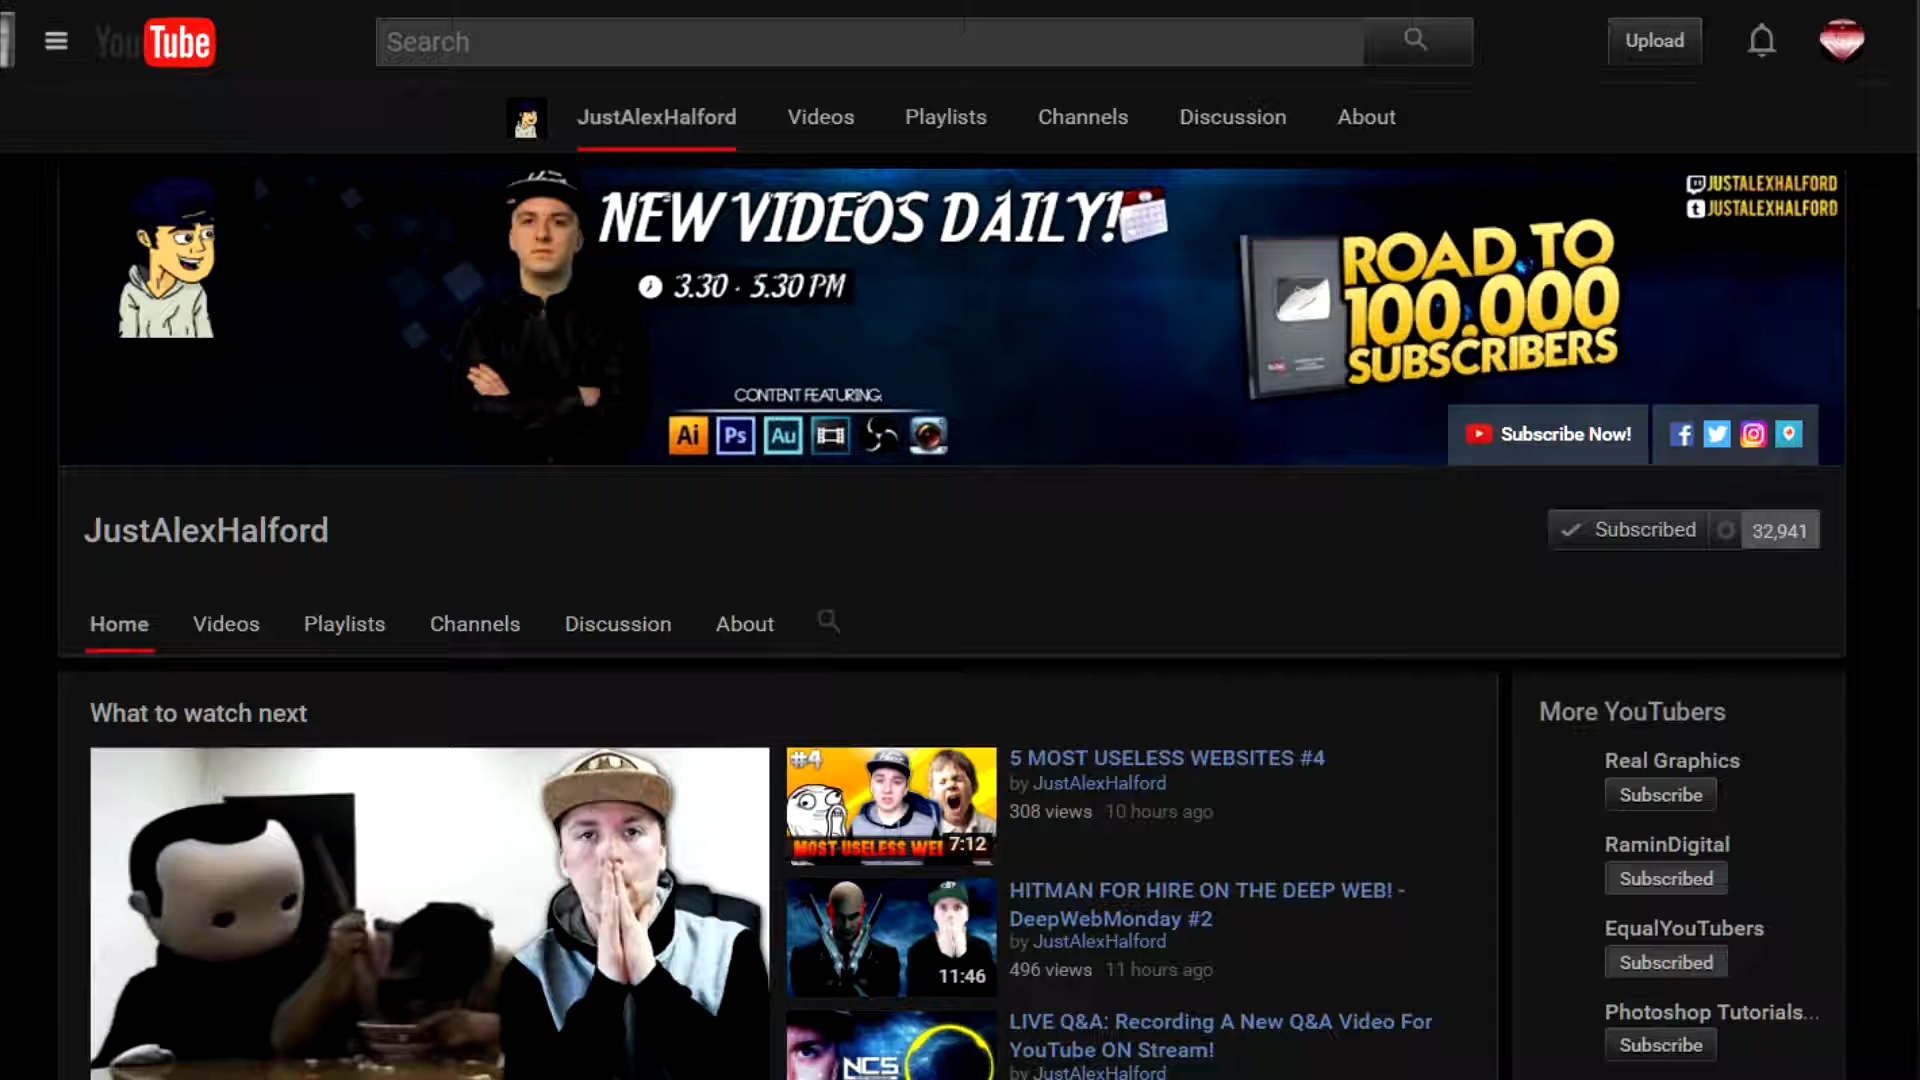 YouTube
Search
Upload
JustAlexHalford
Videos
Playlists
Channels
Discussion
About
NEW VIDEOS DAILY!
3.30 - 5.30 PM
CONTENT FEATURING:
Ai
Ps
Au
ROAD TO
100.000
SUBSCRIBERS
JUSTALEXHALFORD
JUSTALEXHALFORD
Subscribe Now!
JustAlexHalford
Subscribed
32,941
Home
Videos
Playlists
Channels
Discussion
About
What to watch next
#4
MOST USELESS WE
7:12
5 MOST USELESS WEBSITES #4
by JustAlexHalford
308 views 10 hours ago
11:46
HITMAN FOR HIRE ON THE DEEP WEB! -
DeepWebMonday #2
by JustAlexHalford
496 views 11 hours ago
NCS
LIVE Q&A: Recording A New Q&A Video For
YouTube ON Stream!
by JustAlexHalford
More YouTubers
Real Graphics
Subscribe
RaminDigital
Subscribed
EqualYouTubers
Subscribed
Photoshop Tutorials...
Subscribe